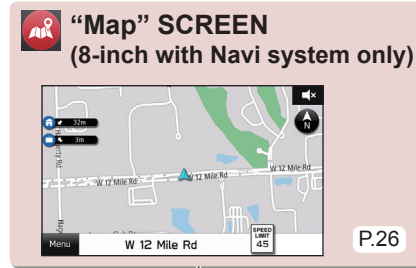 “Map” SCREEN
(8-inch with Navi system only)
N
32m
3m
W 12 Mile Rd
W 12 Mile Rd
W 12 Mile Rd
Menu
W 12 Mile Rd
SPEED
LIMIT
45
P.26